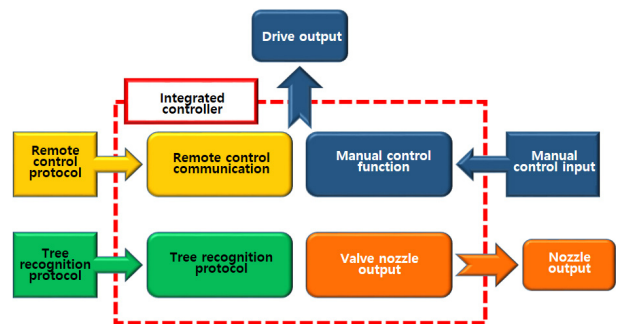 Drive output
Integrated
controller
Remote
control
protocol
Remote control
communication
Manual control
function
Manual
control input
Tree
recognition
protocol
Tree recognition
protocol
Valve nozzle
output
Nozzle
output